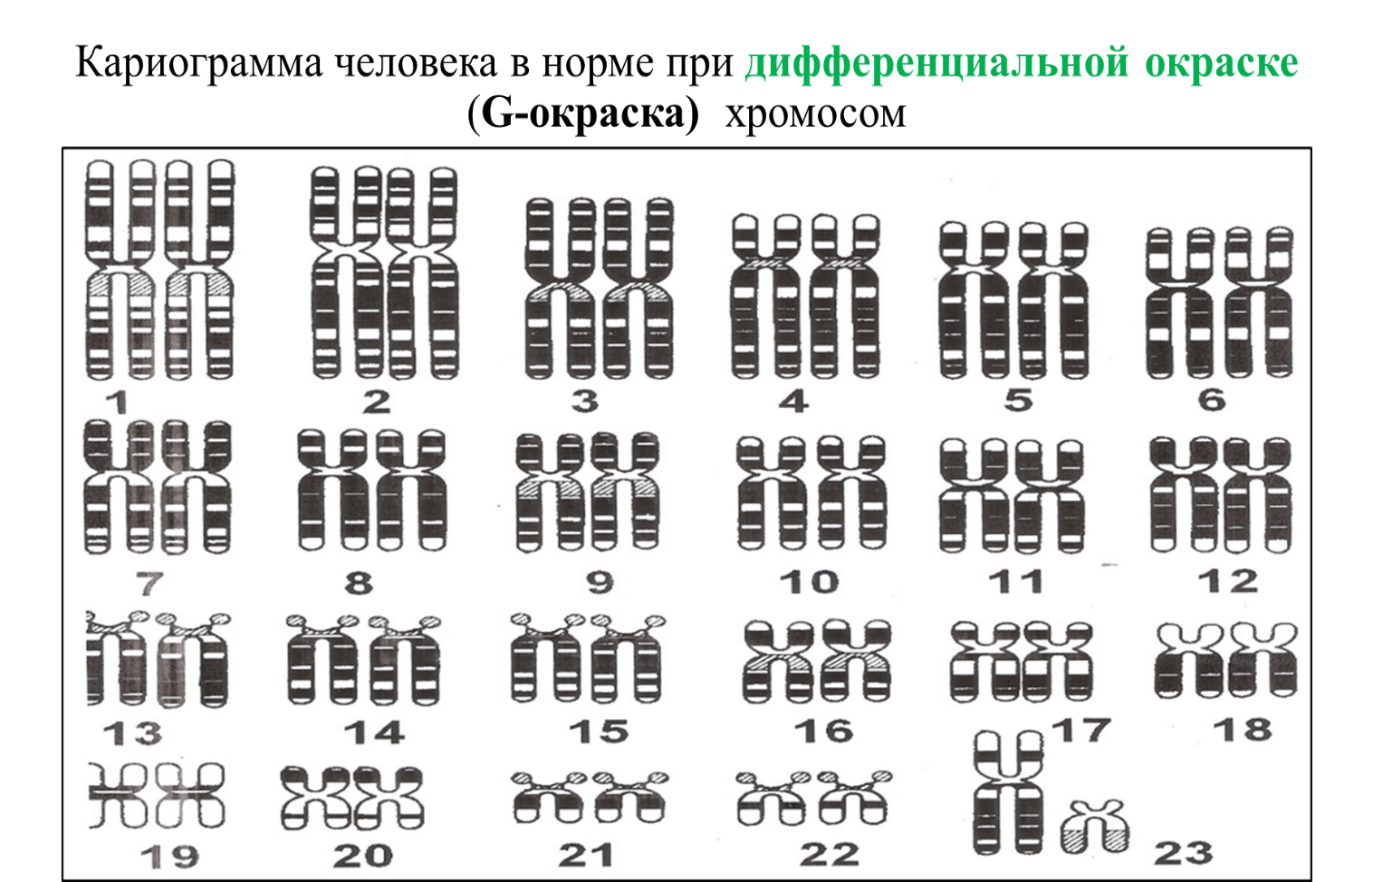 Кариограмма человека в норме при дифференциальной окраске
(G-окраска) хромосом
1 2 3 4 5 6
7 8 9 10 11 12
13 14 15 16 17 18
19 20 21 22 23